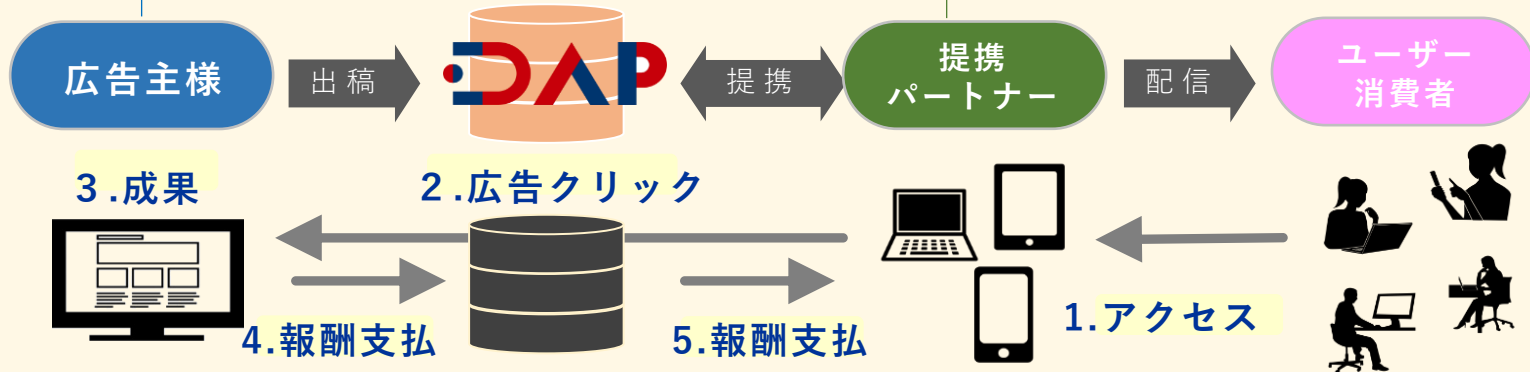 広告主様
出稿
DAP
提携
提携
パートナー
配信
ユーザー
消費者
3.成果
2.広告クリック
4.報酬支払
5.報酬支払
1.アクセス